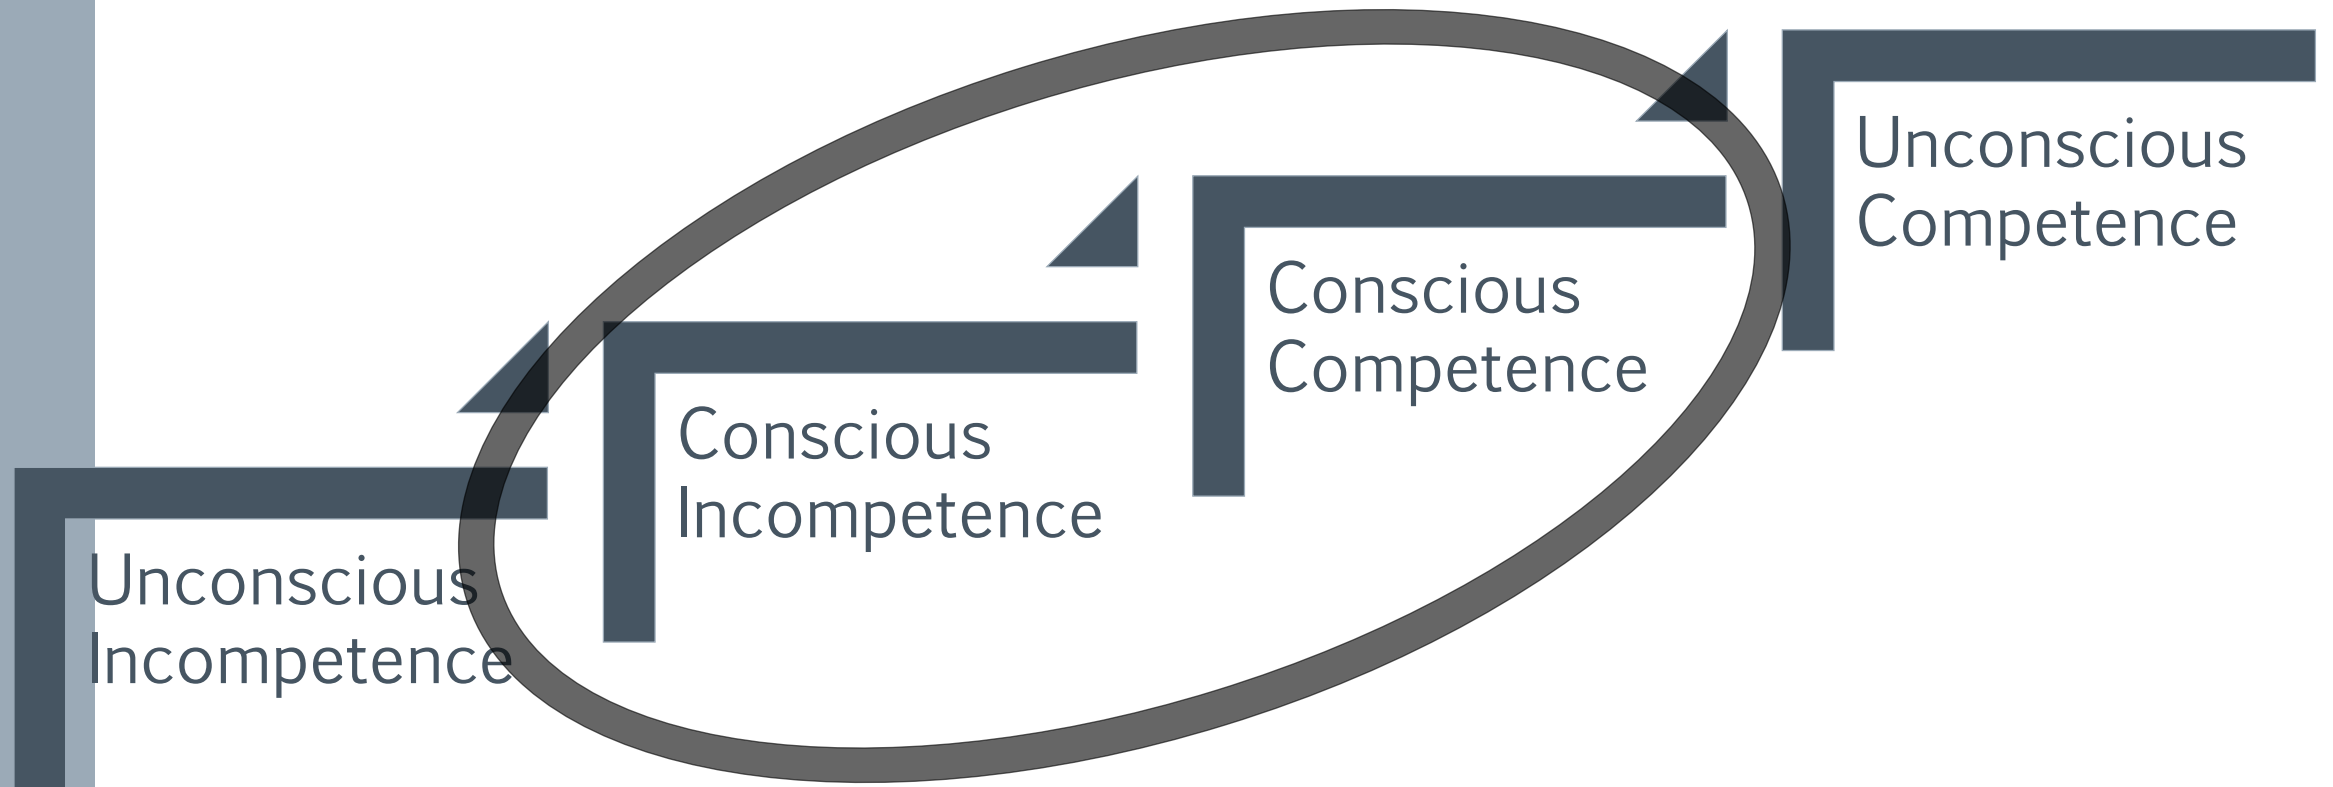 Unconscious
Incompetence
Conscious
Incompetence
Conscious
Competence
Unconscious
Competence